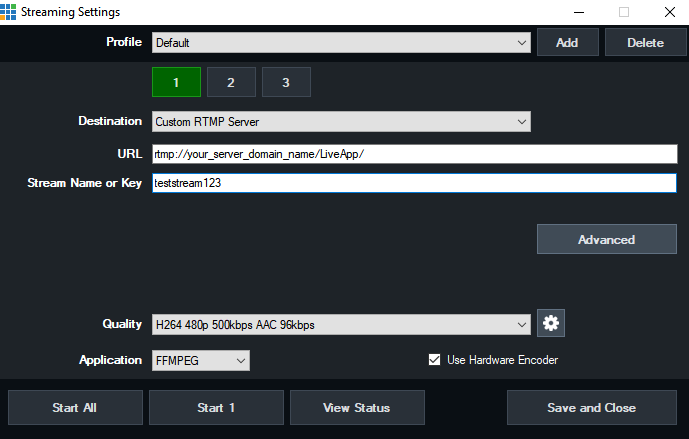 Streaming Settings
Profile Default Add Delete
1 2 3
Destination Custom RTMP Server
URL rtmp://your_server_domain_name/LiveApp/
Stream Name or Key teststream123
Advanced
Quality H264 480p 500kbps AAC 96kbps
Application FFMPEG Use Hardware Encoder
Start All Start 1 View Status Save and Close